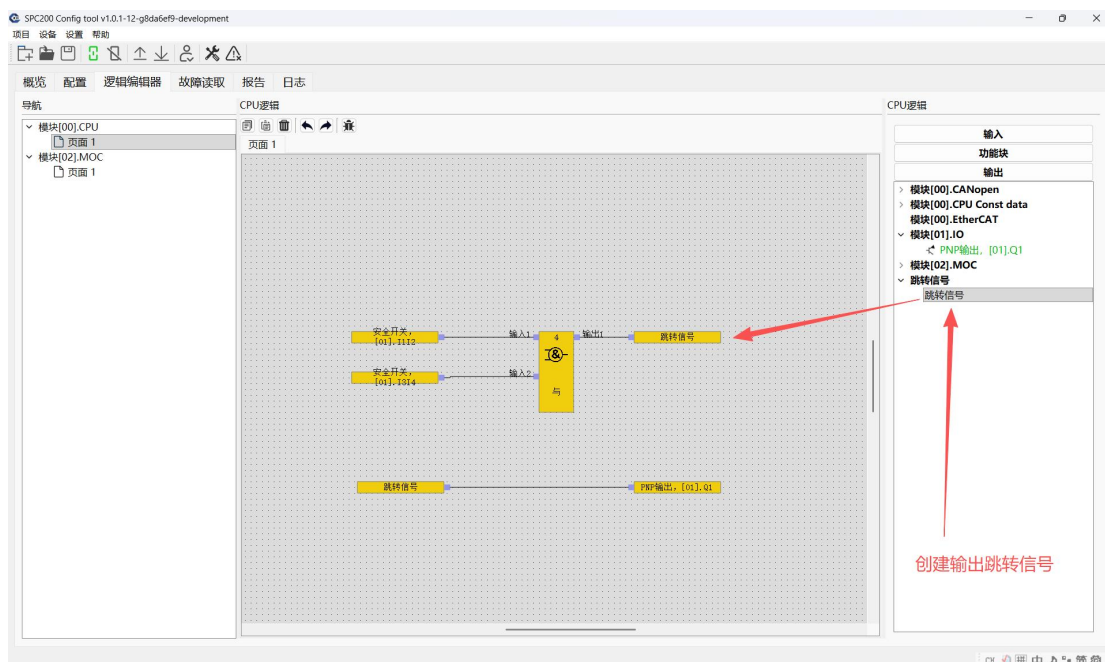 SPC200 Config tool v1.0.1-12-g8da6ef9-development
项目 设备 设置 帮助
概览 配置 逻辑编辑器 故障读取 报告 日志
导航
模块[00].CPU
页面 1
模块[02].MOC
页面 1
CPU逻辑
页面 1
安全开关,
[01].I1I2
输入1
4
输出1
跳转信号
&
安全开关,
[01].I3I4
输入2
与
跳转信号
PNP输出, [01].Q1
CPU逻辑
输入
功能块
输出
模块[00].CANopen
模块[00].CPU Const data
模块[00].EtherCAT
模块[01].IO
PNP输出, [01].Q1
模块[02].MOC
跳转信号
跳转信号
创建输出跳转信号